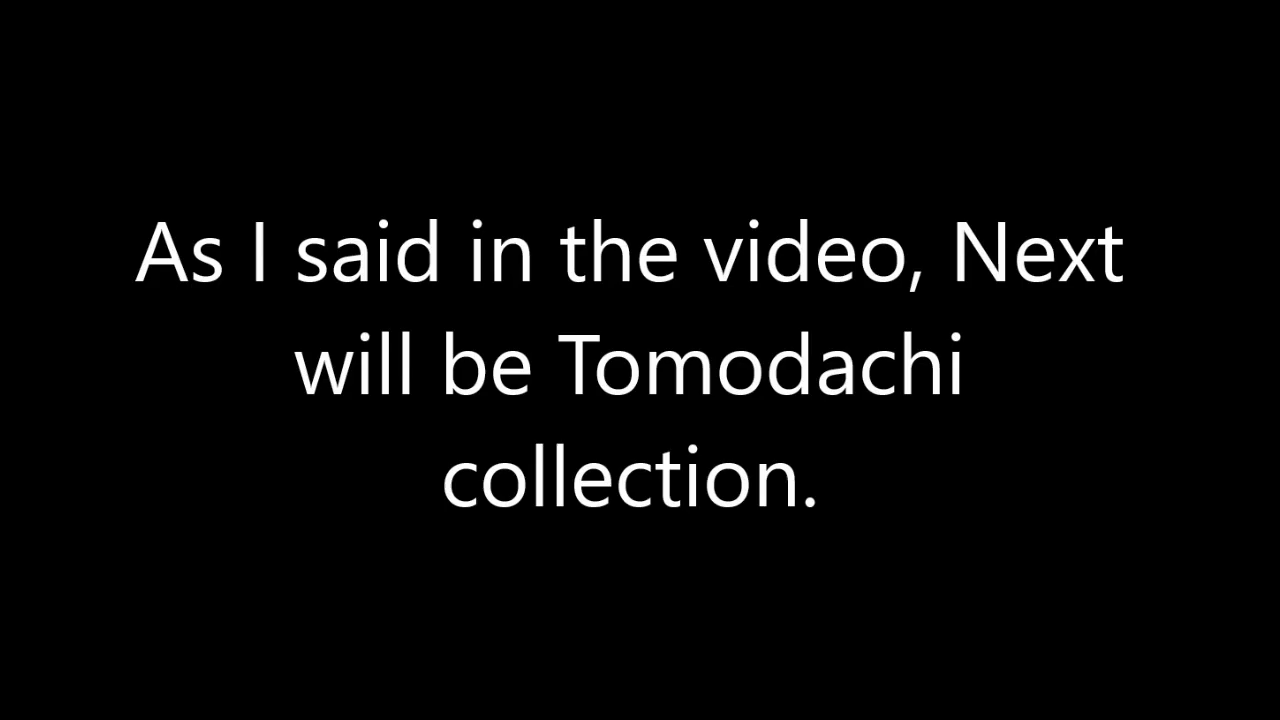 As I said in the video, Next
will be Tomodachi
collection.